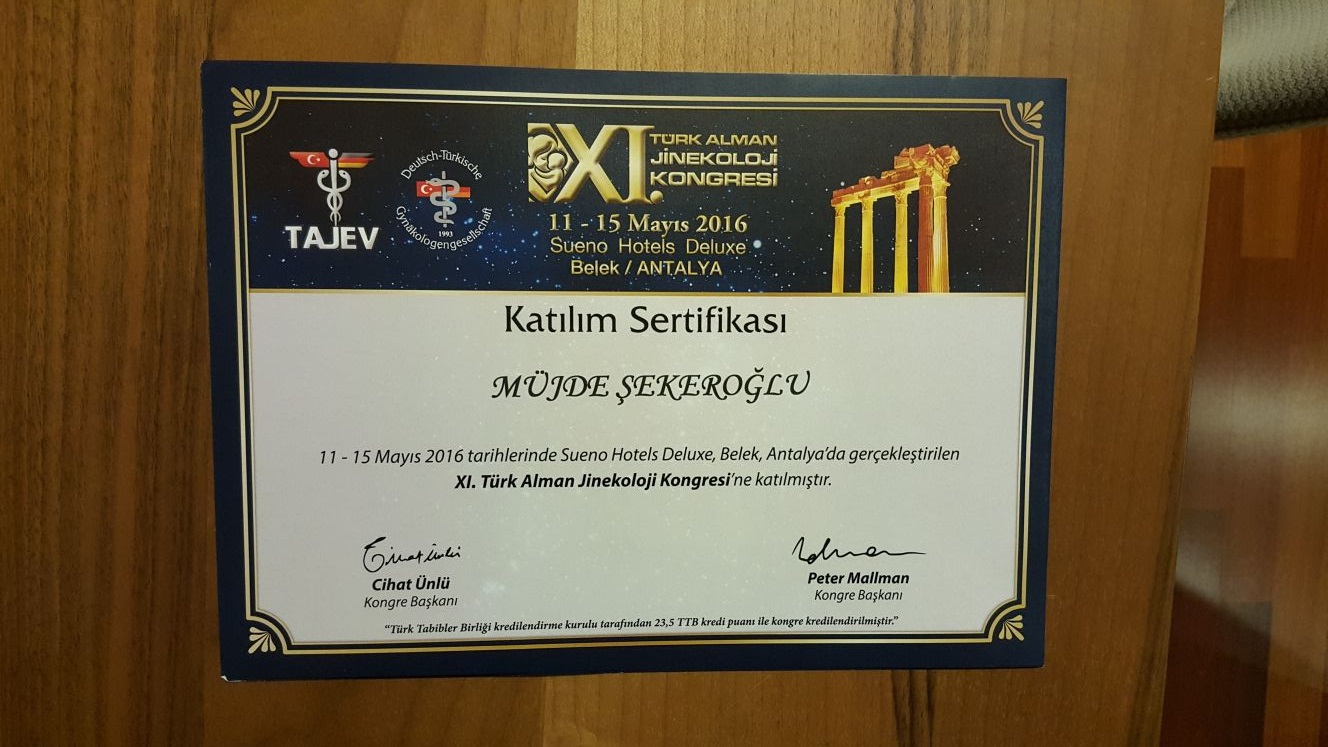 TAJEV
Deutsch-Türkische
Gynäkologengesellschaft
1993
XI. TÜRK ALMAN
JİNEKOLOJİ
KONGRESİ
11 - 15 Mayıs 2016
Sueno Hotels Deluxe
Belek / ANTALYA
Katılım Sertifikası
MÜJDE ŞEKEROĞLU
11 - 15 Mayıs 2016 tarihlerinde Sueno Hotels Deluxe, Belek, Antalya'da gerçekleştirilen
XI. Türk Alman Jinekoloji Kongresi'ne katılmıştır.
Cihat Ünlü
Kongre Başkanı
Peter Mallman
Kongre Başkanı
“Türk Tabibler Birliği kredilendirme kurulu tarafından 23,5 TTB kredi puanı ile kongre kredilendirilmiştir.”